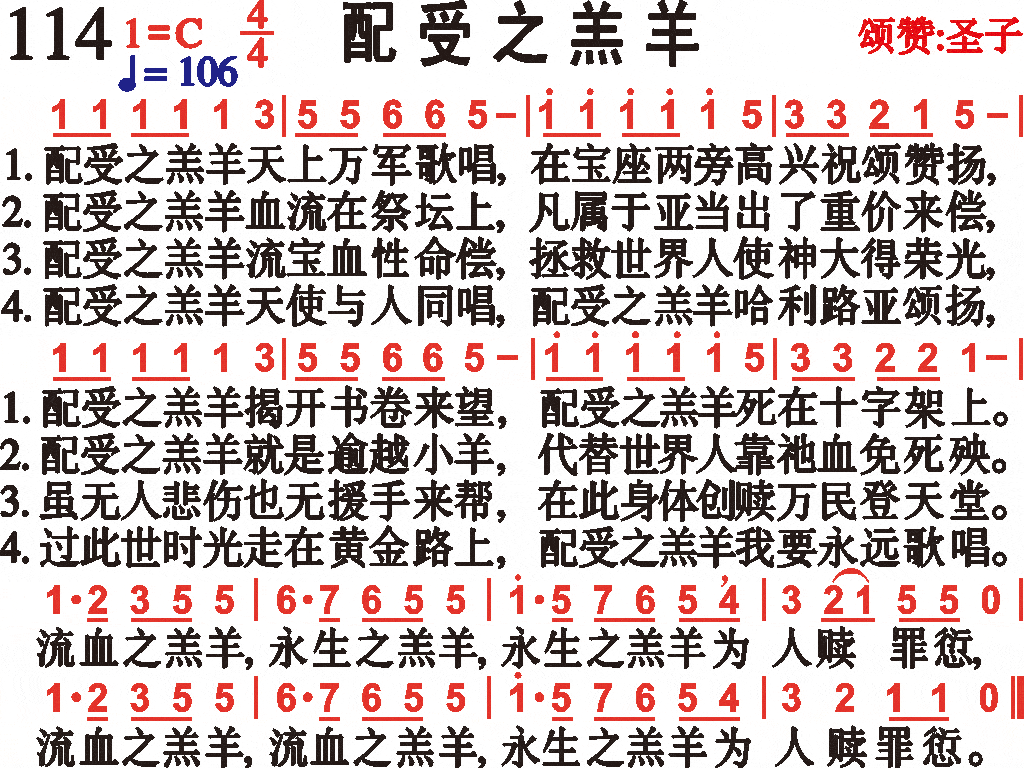 114 1=C 4/4 配受之羔羊 颂赞:圣子
♩= 106
1 1 1 1 1 3|5 5 6 6 5 –|i i i i i 5|3 3 2 1 5 –|
1. 配受之羔羊天上万军歌唱, 在宝座两旁高兴祝颂赞扬,
2. 配受之羔羊血流在祭坛上, 凡属于亚当出了重价来偿,
3. 配受之羔羊流宝血性命偿, 拯救世界人使神大得荣光,
4. 配受之羔羊天使与人同唱, 配受之羔羊哈利路亚颂扬,
1 1 1 1 1 3|5 5 6 6 5 –|i i i i i 5|3 3 2 2 1 –|
1. 配受之羔羊揭开书卷来望, 配受之羔羊死在十字架上。
2. 配受之羔羊就是逾越小羊, 代替世界人靠祂血免死殃。
3. 虽无人悲伤也无援手来帮, 在此身体创赎万民登天堂。
4. 过此世时光走在黄金路上, 配受之羔羊我要永远歌唱。
1·2 3 5 5|6·7 6 5 5|i·5 7 6 5 4|3 21 5 5 0|
流血之羔羊, 永生之羔羊, 永生之羔羊为 人赎 罪愆,
1·2 3 5 5|6·7 6 5 5|i·5 7 6 5 4|3 2 1 1 0‖
流血之羔羊, 流血之羔羊, 永生之羔羊为 人赎罪愆。